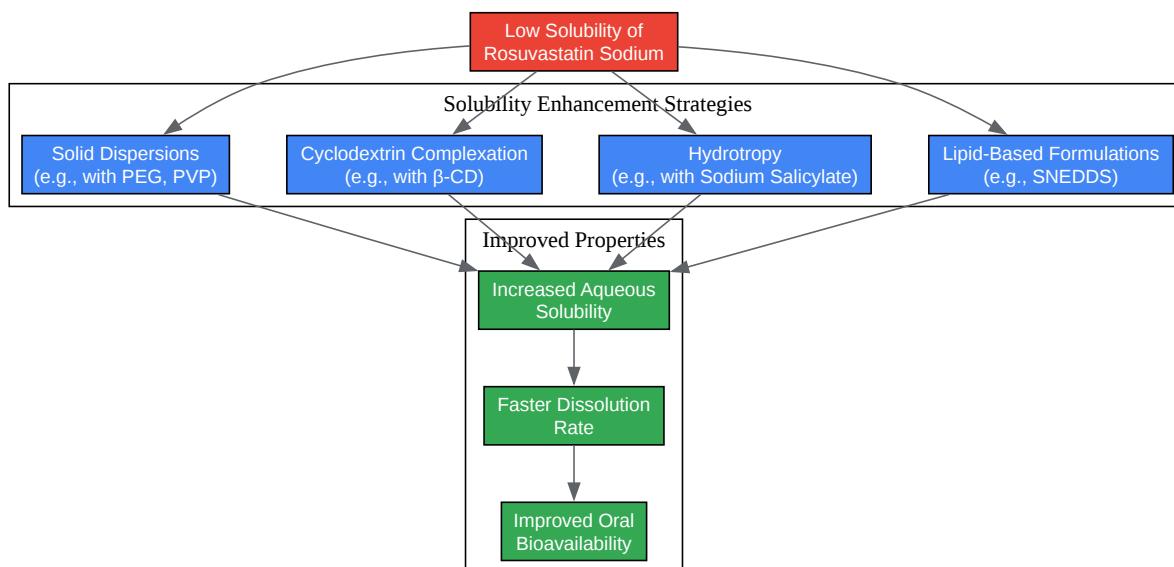 Low Solubility of
Rosuvastatin Sodium
Solubility Enhancement Strategies
Solid Dispersions
(e.g., with PEG, PVP)
Cyclodextrin Complexation
(e.g., with β-CD)
Hydrotropy
(e.g., with Sodium Salicylate)
Lipid-Based Formulations
(e.g., SNEDDS)
Improved Properties
Increased Aqueous
Solubility
Faster Dissolution
Rate
Improved Oral
Bioavailability